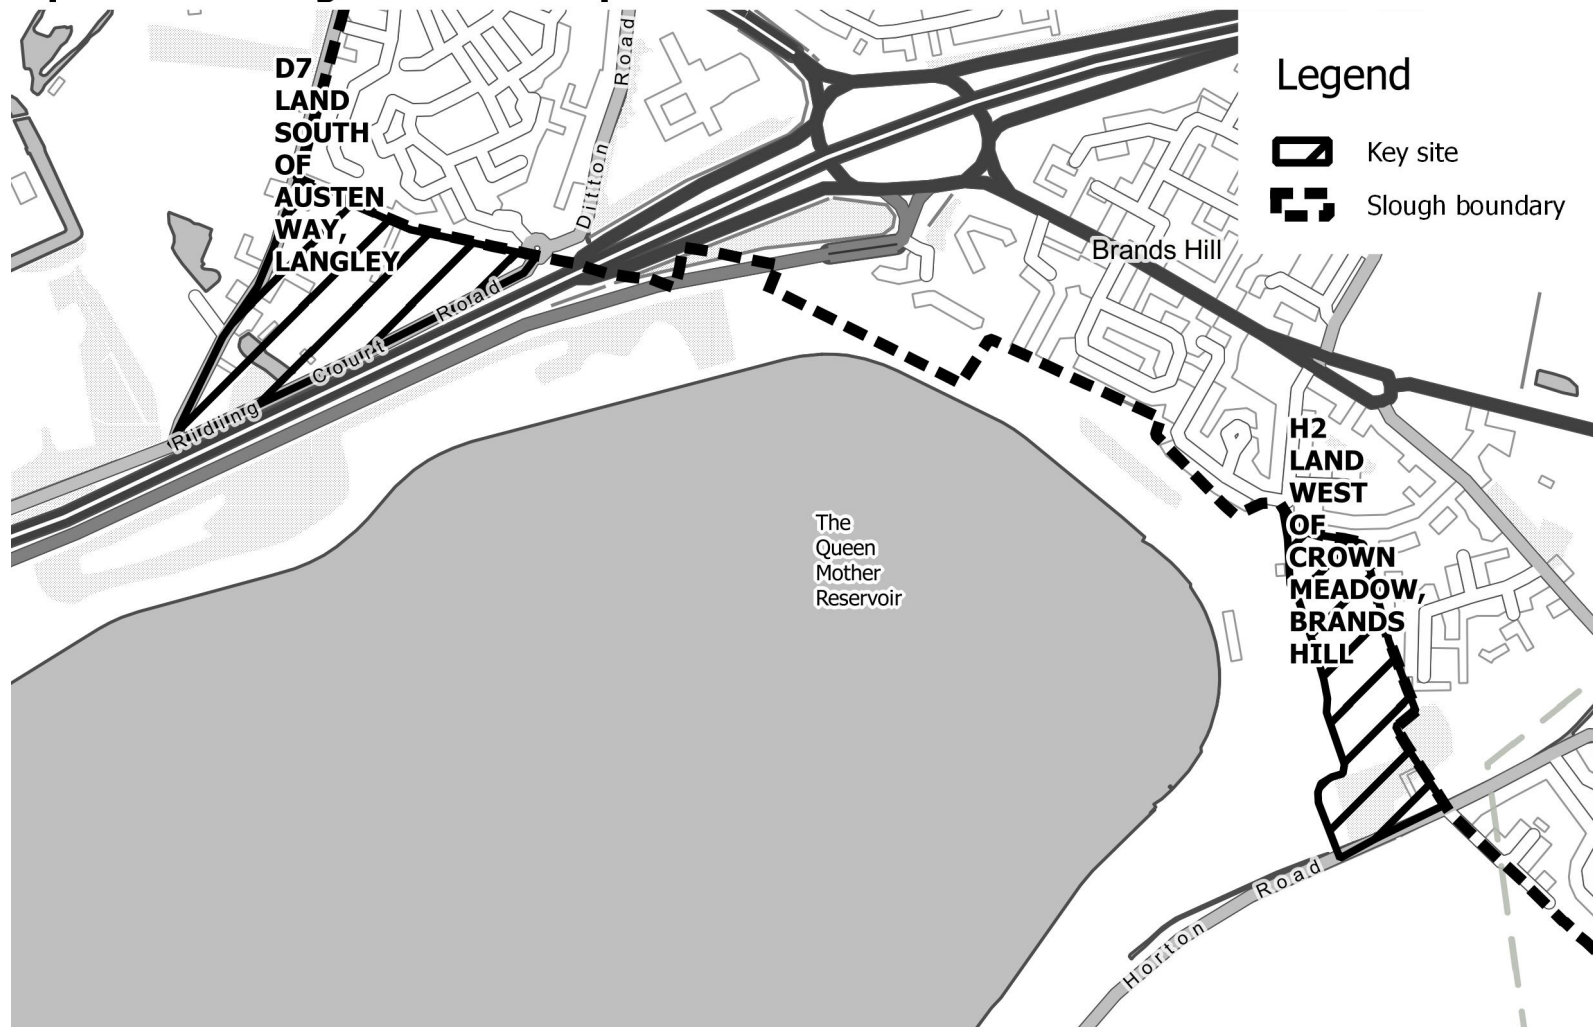 D7
LAND
SOUTH
OF
AUSTEN
WAY,
LANGLEY
Ditton Road
Legend
Key site
Slough boundary
Brands Hill
Riding Court Road
H2
LAND
WEST
OF
CROWN
MEADOW,
BRANDS
HILL
The
Queen
Mother
Reservoir
Horton Road